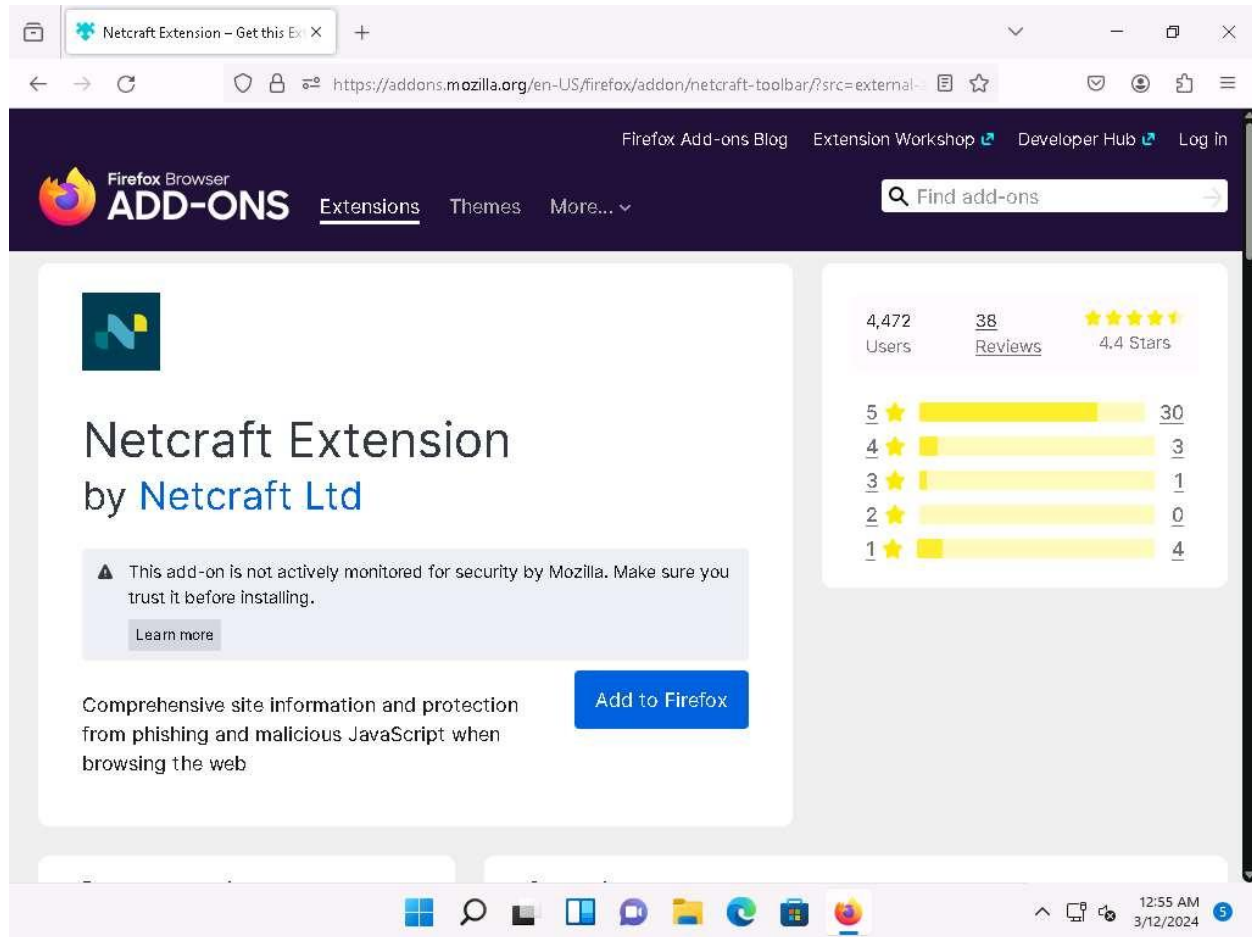 Netcraft Extension – Get this Ex
https://addons.mozilla.org/en-US/firefox/addon/netcraft-toolbar/?src=external-
Firefox Add-ons Blog Extension Workshop Developer Hub Log in
Firefox Browser
ADD-ONS Extensions Themes More...
Find add-ons
Netcraft Extension
by Netcraft Ltd
This add-on is not actively monitored for security by Mozilla. Make sure you
trust it before installing.
Learn more
Comprehensive site information and protection
from phishing and malicious JavaScript when
browsing the web
Add to Firefox
4,472 38
Users Reviews 4.4 Stars
5 30
4 3
3 1
2 0
1 4
12:55 AM
3/12/2024 5